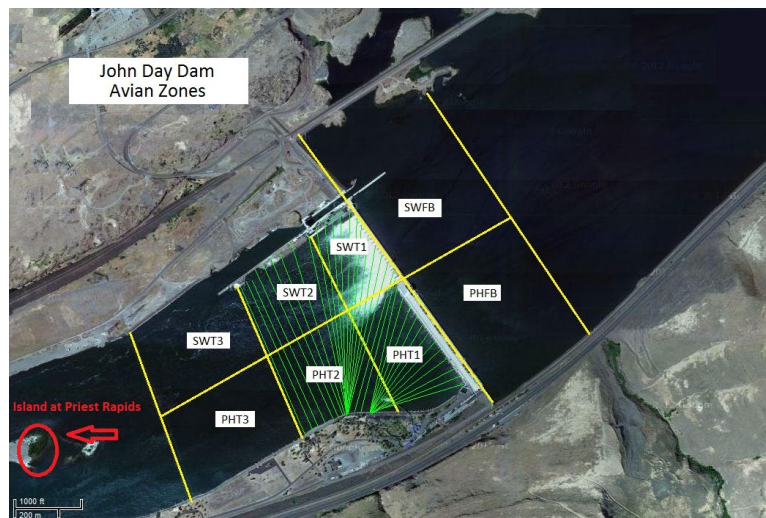 John Day Dam
Avian Zones
SWFB
SWT1
SWT2
PHFB
SWT3
PHT1
PHT2
PHT3
Island at Priest Rapids
1000 ft
200 m